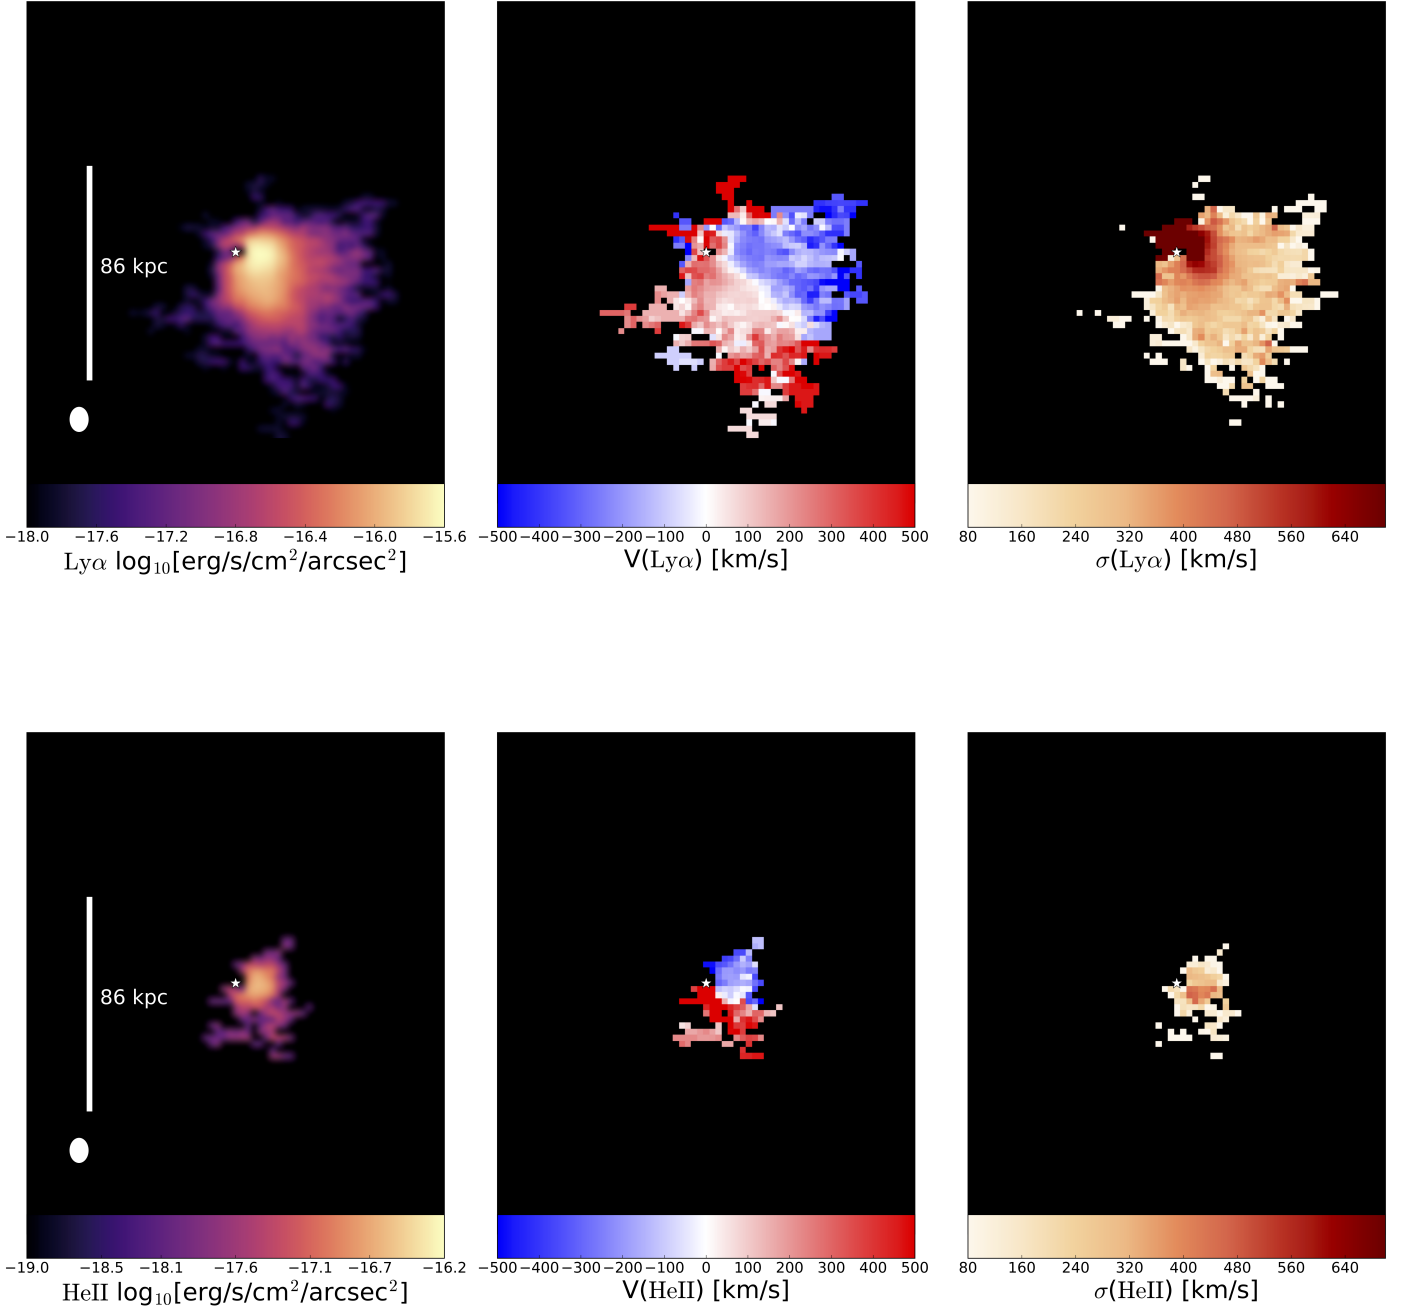 86 kpc
−18.0 −17.6 −17.2 −16.8 −16.4 −16.0 −15.6
Lyα log₁₀[erg/s/cm²/arcsec²]
−500 −400 −300 −200 −100 0 100 200 300 400 500
V(Lyα) [km/s]
80 160 240 320 400 480 560 640
σ(Lyα) [km/s]
86 kpc
−19.0 −18.5 −18.1 −17.6 −17.1 −16.7 −16.2
HeII log₁₀[erg/s/cm²/arcsec²]
−500 −400 −300 −200 −100 0 100 200 300 400 500
V(HeII) [km/s]
80 160 240 320 400 480 560 640
σ(HeII) [km/s]